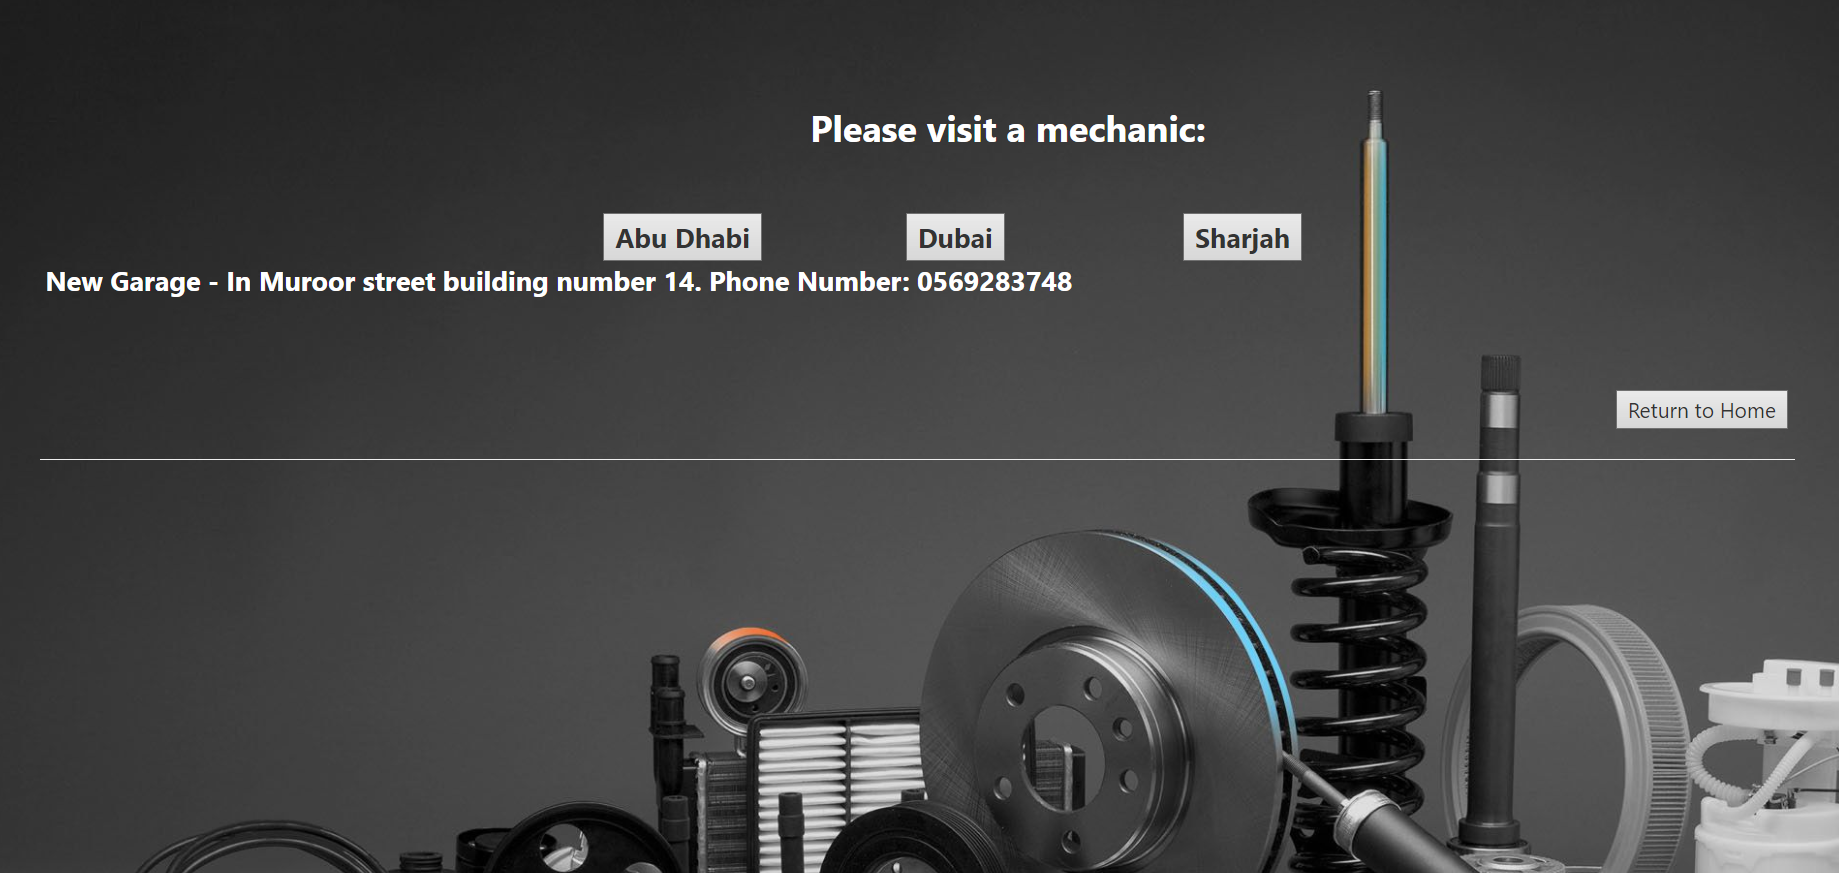 Please visit a mechanic:
Abu Dhabi
Dubai
Sharjah
New Garage - In Muroor street building number 14. Phone Number: 0569283748
Return to Home